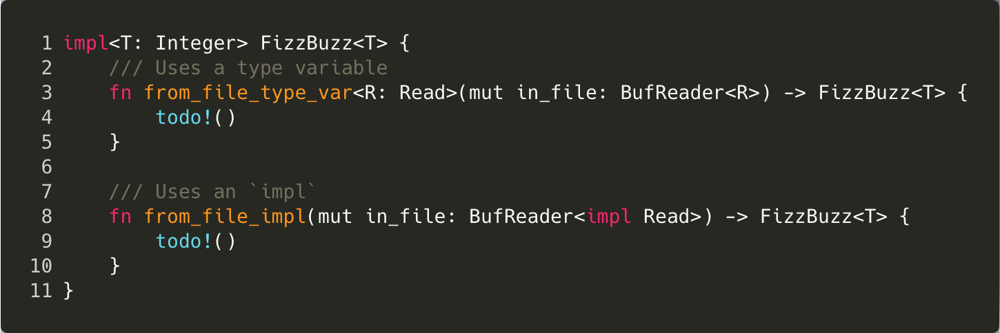 1 impl<T: Integer> FizzBuzz<T> {
2     /// Uses a type variable
3     fn from_file_type_var<R: Read>(mut in_file: BufReader<R>) -> FizzBuzz<T> {
4         todo!()
5     }
6
7     /// Uses an `impl`
8     fn from_file_impl(mut in_file: BufReader<impl Read>) -> FizzBuzz<T> {
9         todo!()
10     }
11 }